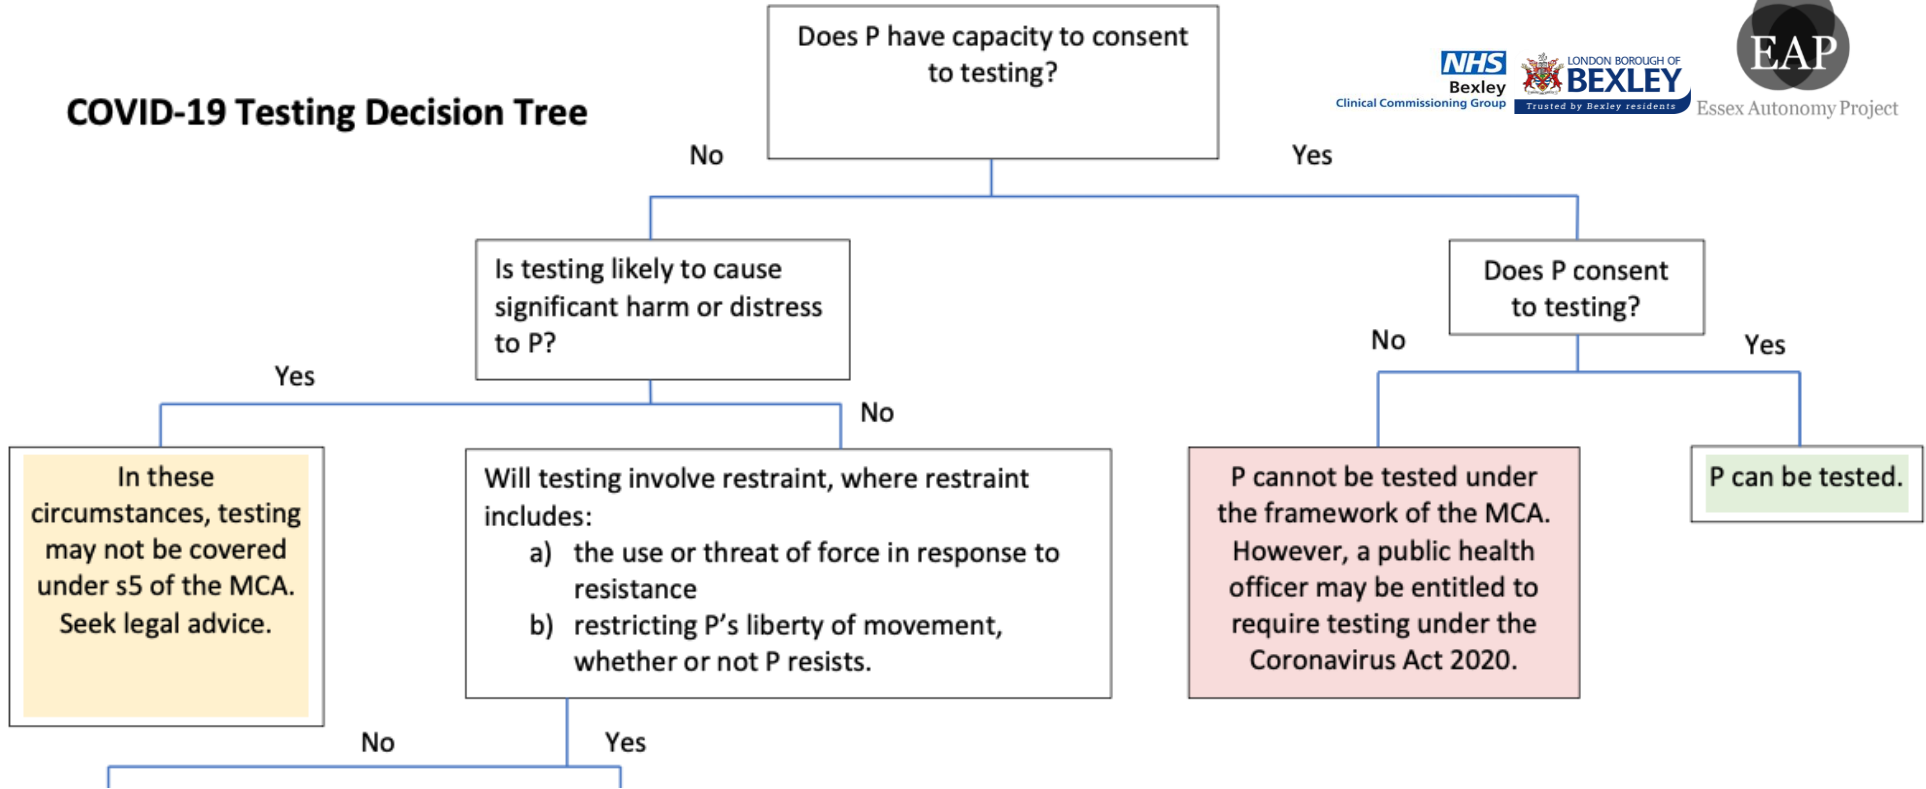 Does P have capacity to consent
to testing?
COVID-19 Testing Decision Tree
NHS
Bexley
Clinical Commissioning Group
LONDON BOROUGH OF
BEXLEY
Trusted by Bexley residents
EAP
Essex Autonomy Project
No
Yes
Is testing likely to cause
significant harm or distress
to P?
Does P consent
to testing?
Yes
No
No
Yes
In these
circumstances, testing
may not be covered
under s5 of the MCA.
Seek legal advice.
Will testing involve restraint, where restraint
includes:
a) the use or threat of force in response to
resistance
b) restricting P’s liberty of movement,
whether or not P resists.
P cannot be tested under
the framework of the MCA.
However, a public health
officer may be entitled to
require testing under the
Coronavirus Act 2020.
P can be tested.
No
Yes